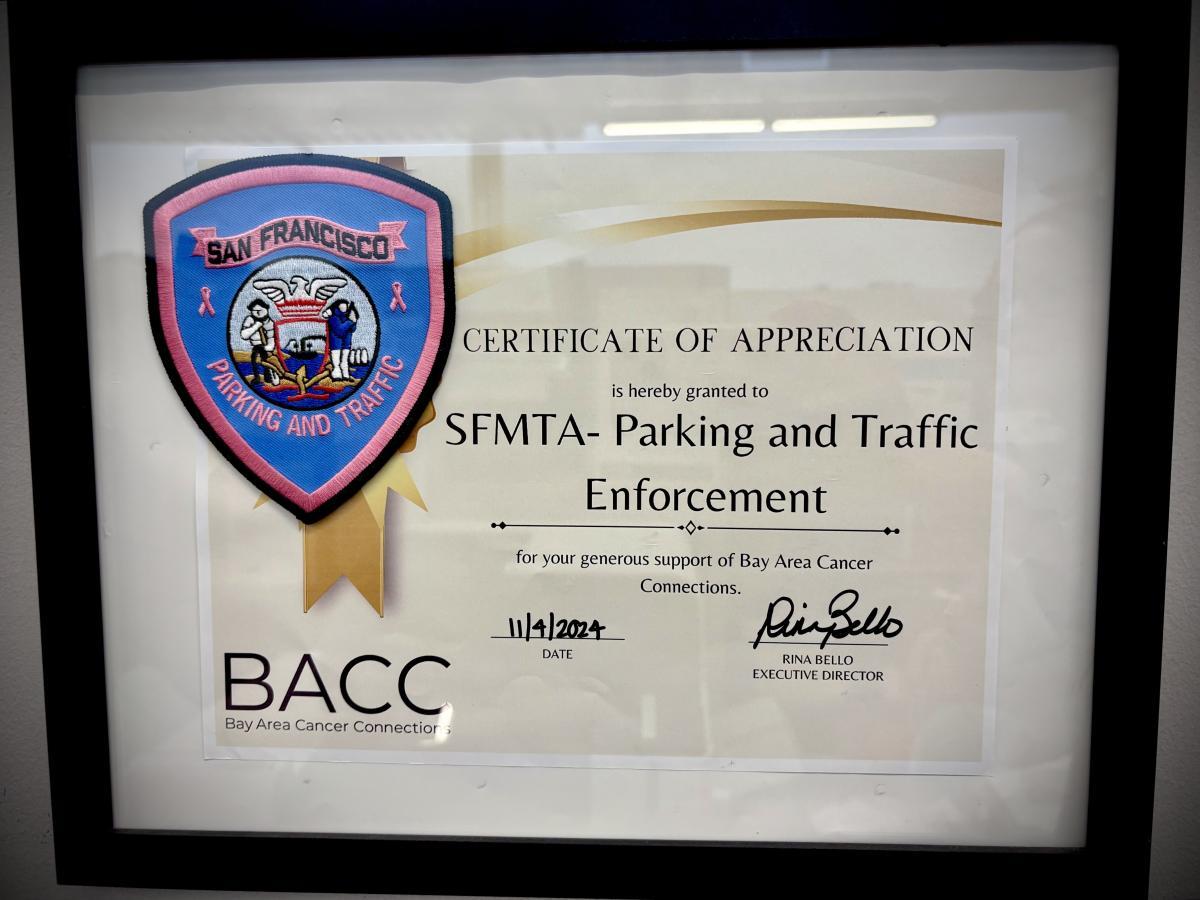 SAN FRANCISCO
PARKING AND TRAFFIC
CERTIFICATE OF APPRECIATION
is hereby granted to
SFMTA- Parking and Traffic
Enforcement
for your generous support of Bay Area Cancer
Connections.
11/4/2024
DATE
Rina Bello
RINA BELLO
EXECUTIVE DIRECTOR
BACC
Bay Area Cancer Connections